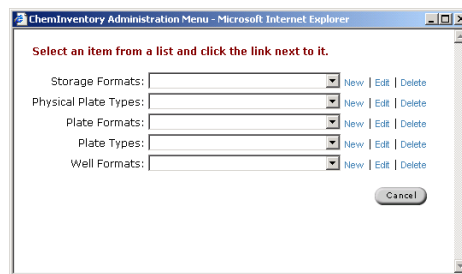 ChemInventory Administration Menu - Microsoft Internet Explorer
Select an item from a list and click the link next to it.
Storage Formats: New | Edit | Delete
Physical Plate Types: New | Edit | Delete
Plate Formats: New | Edit | Delete
Plate Types: New | Edit | Delete
Well Formats: New | Edit | Delete
Cancel